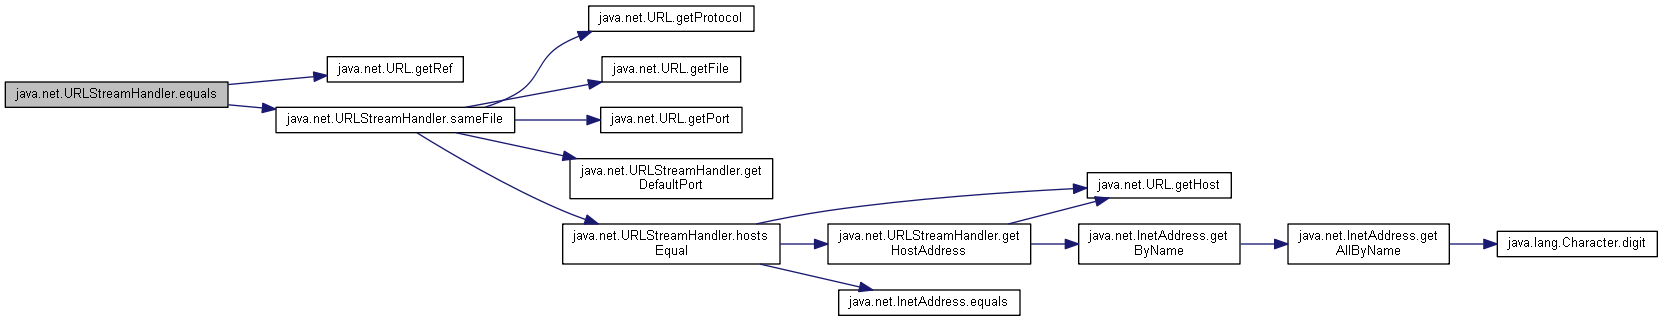 java.net.URL.getProtocol
java.net.URL.getRef
java.net.URL.getFile
java.net.URLStreamHandler.equals
java.net.URLStreamHandler.sameFile
java.net.URL.getPort
java.net.URLStreamHandler.get
DefaultPort
java.net.URL.getHost
java.net.URLStreamHandler.hosts
Equal
java.net.URLStreamHandler.get
HostAddress
java.net.InetAddress.get
ByName
java.net.InetAddress.get
AllByName
java.lang.Character.digit
java.net.InetAddress.equals